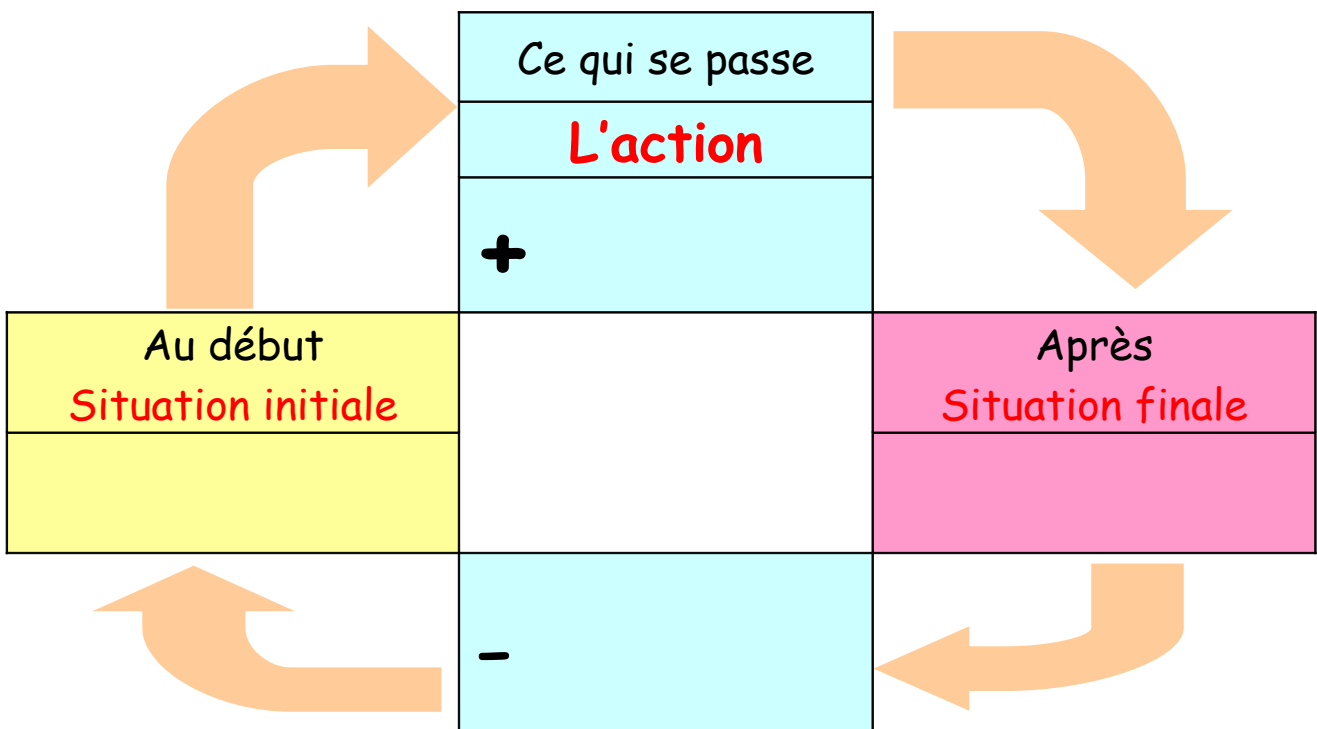 Ce qui se passe
L'action
+
Au début
Situation initiale
Après
Situation finale
-